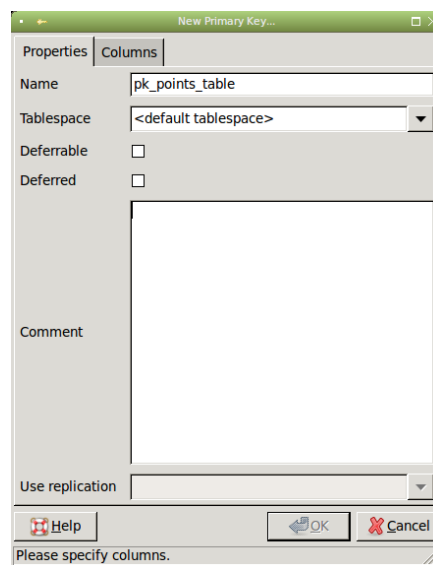 New Primary Key...
Properties Columns
Name pk_points_table
Tablespace <default tablespace>
Deferrable
Deferred
Comment
Use replication
Help OK Cancel
Please specify columns.